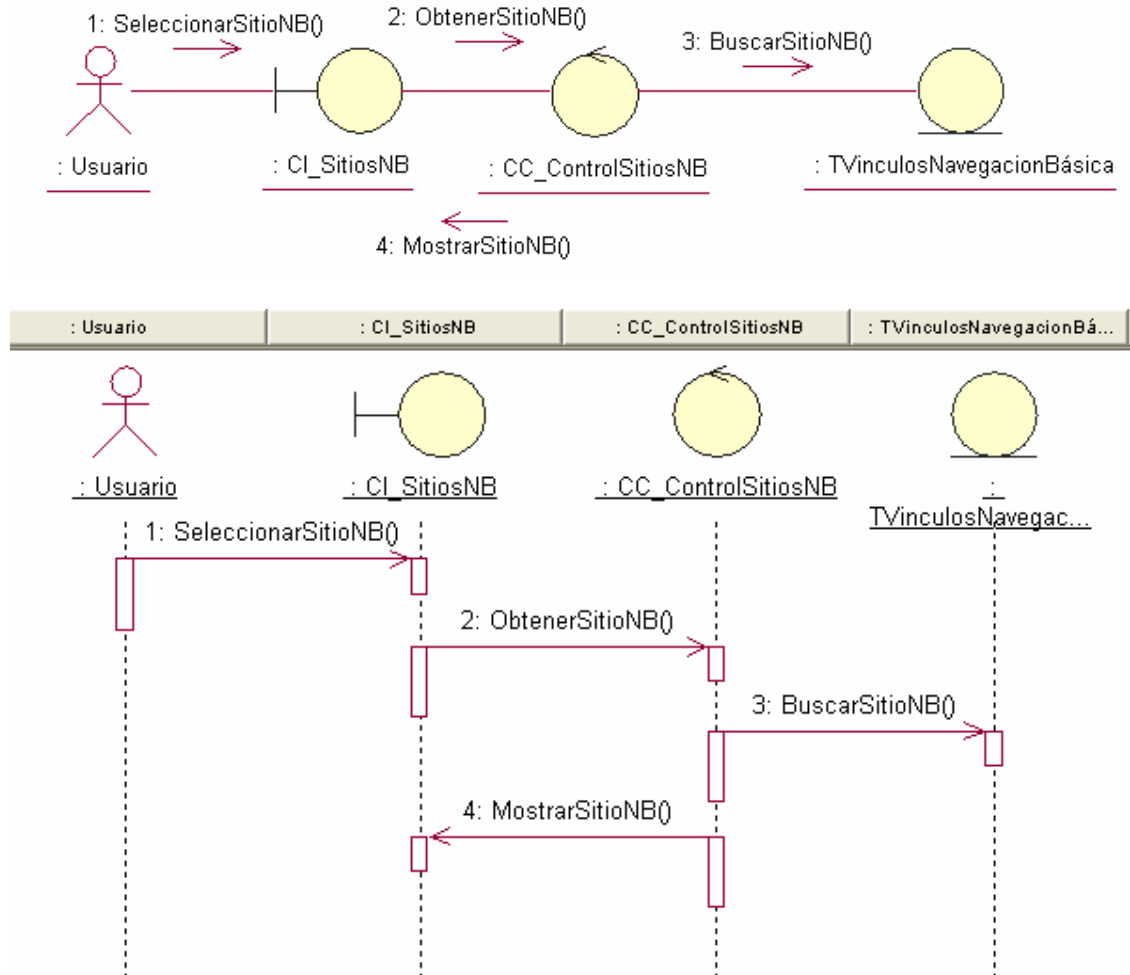 1: SeleccionarSitioNB()
2: ObtenerSitioNB()
3: BuscarSitioNB()
: Usuario
: CI_SitiosNB
: CC_ControlSitiosNB
: TVinculosNavegacionBásica
4: MostrarSitioNB()
: Usuario
: CI_SitiosNB
: CC_ControlSitiosNB
: TVinculosNavegacionBá...
: Usuario
: CI_SitiosNB
: CC_ControlSitiosNB
:
TVinculosNavegac...
1: SeleccionarSitioNB()
2: ObtenerSitioNB()
3: BuscarSitioNB()
4: MostrarSitioNB()